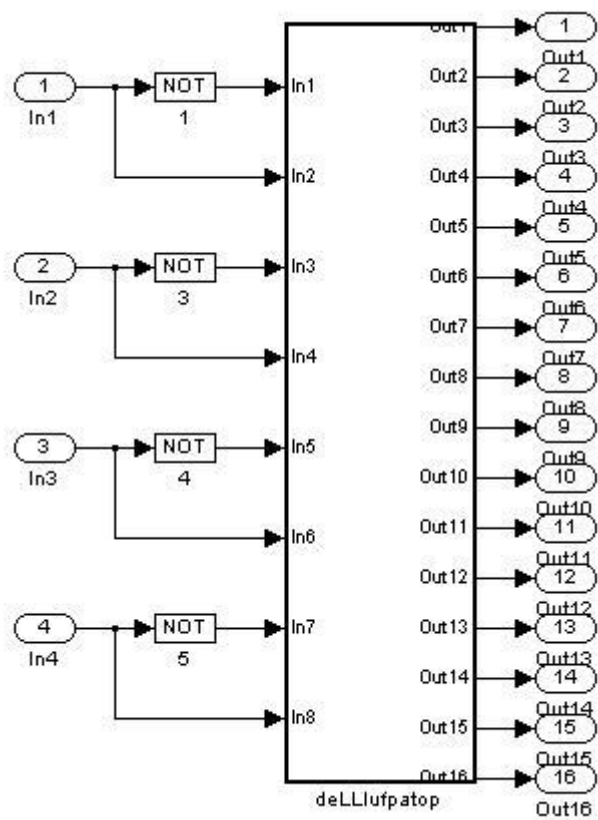 Out1 1
Out1
1 NOT In1 Out2 2
In1 1 Out2
Out3 3
Out3
In2 Out4 4
Out4
Out5 5
Out5
2 NOT In3 Out6 6
In2 3 Out6
Out7 7
Out7
In4 Out8 8
Out8
Out9 9
3 NOT In5 Out9
In3 4 Out10 10
Out10
Out11 11
In6 Out11
Out12 12
Out12
4 NOT In7 Out13 13
In4 5 Out13
Out14 14
Out14
In8 Out15 15
Out15
Out16 16
deLLIufpatop Out16